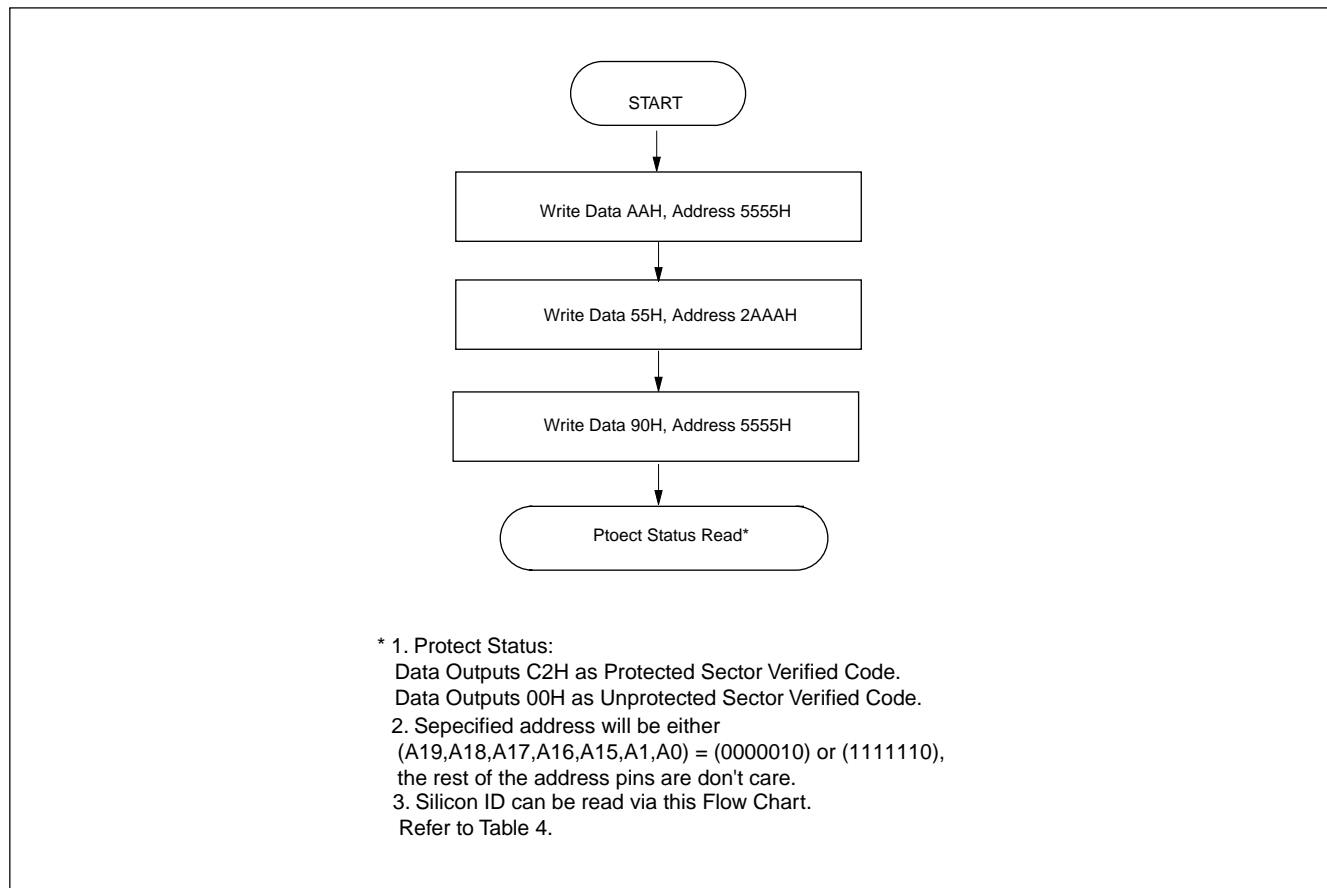 START
Write Data AAH, Address 5555H
Write Data 55H, Address 2AAAH
Write Data 90H, Address 5555H
Ptoect Status Read*
* 1. Protect Status:
Data Outputs C2H as Protected Sector Verified Code.
Data Outputs 00H as Unprotected Sector Verified Code.
2. Sepecified address will be either
(A19,A18,A17,A16,A15,A1,A0) = (0000010) or (1111110),
the rest of the address pins are don't care.
3. Silicon ID can be read via this Flow Chart.
Refer to Table 4.